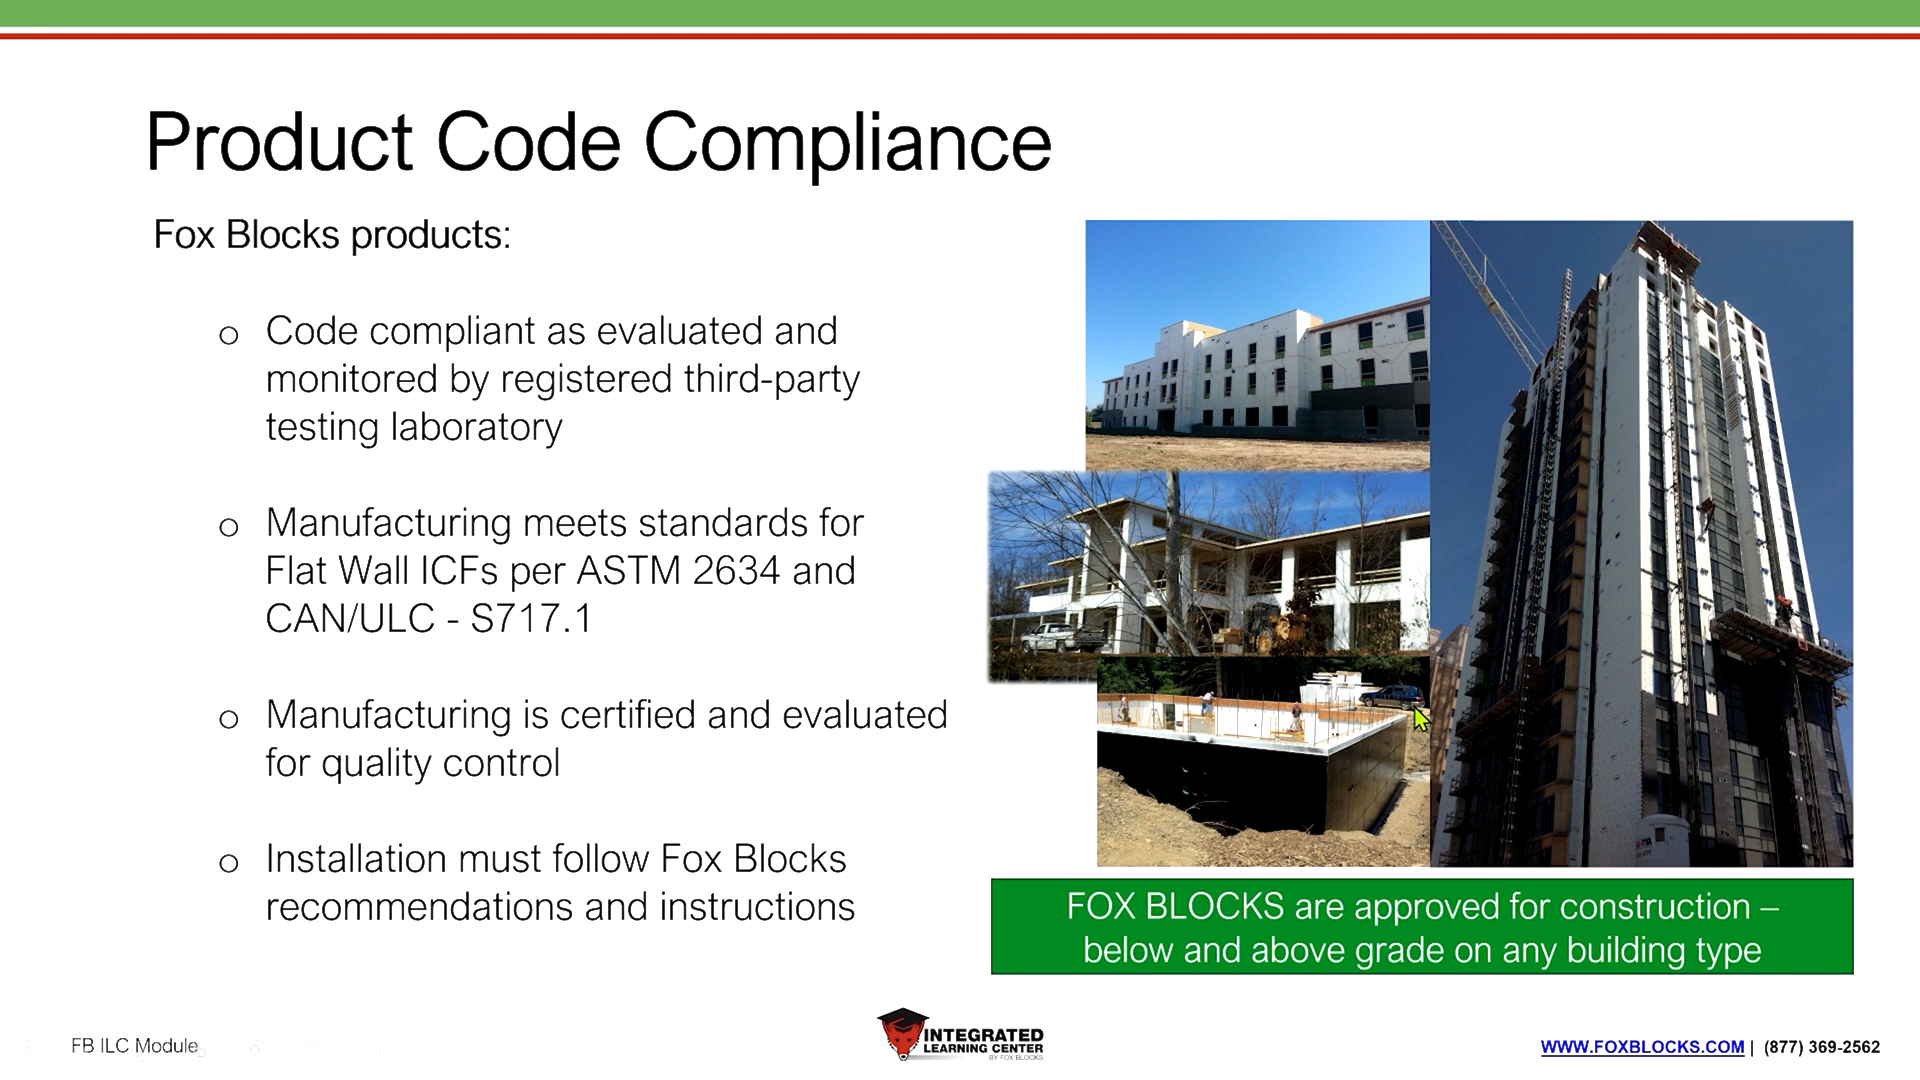 Product Code Compliance
Fox Blocks products:
o Code compliant as evaluated and
monitored by registered third-party
testing laboratory
o Manufacturing meets standards for
Flat Wall ICFs per ASTM 2634 and
CAN/ULC - S717.1
o Manufacturing is certified and evaluated
for quality control
o Installation must follow Fox Blocks
recommendations and instructions
FOX BLOCKS are approved for construction –
below and above grade on any building type
FB ILC Module
INTEGRATED
LEARNING CENTER
BY FOX BLOCKS
WWW.FOXBLOCKS.COM | (877) 369-2562